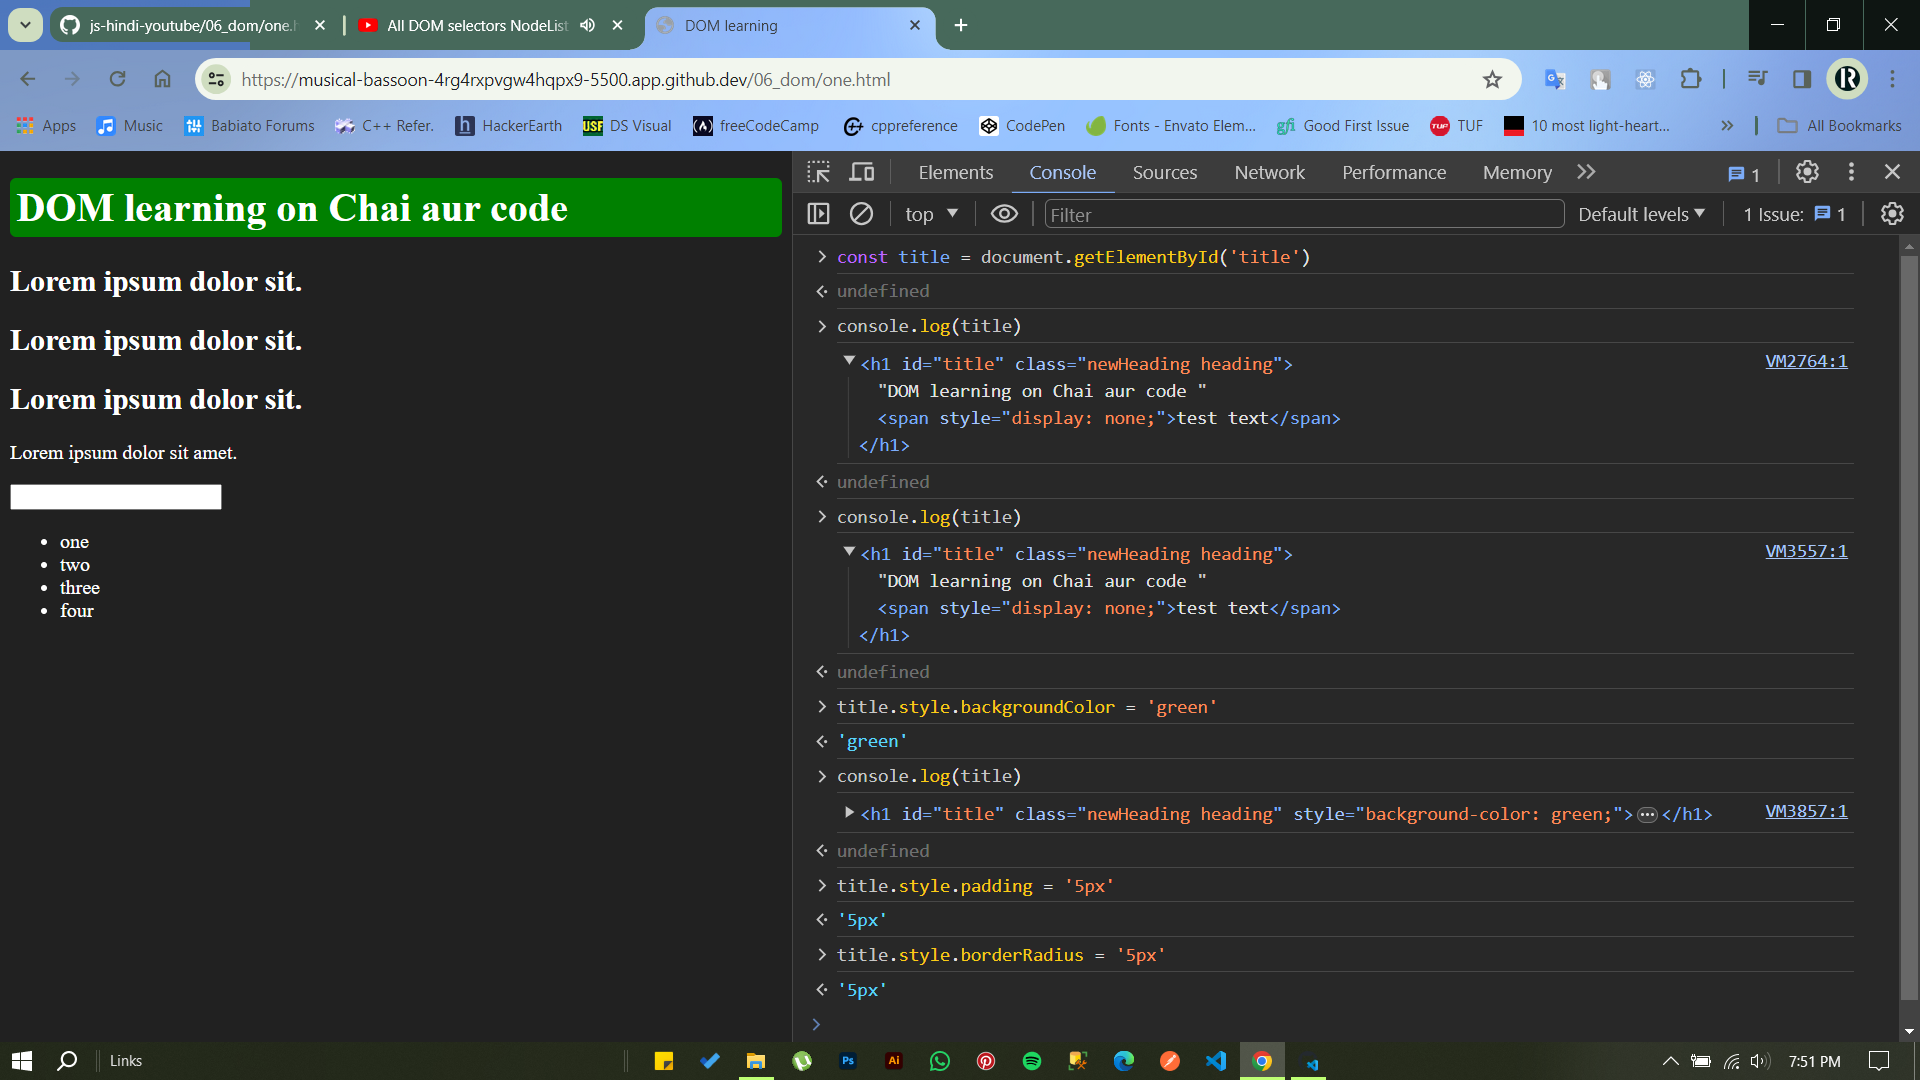 js-hindi-youtube/06_dom/one.h
All DOM selectors NodeList
DOM learning
https://musical-bassoon-4rg4rxpvgw4hqpx9-5500.app.github.dev/06_dom/one.html
Apps
Music
Babiato Forums
C++ Refer.
HackerEarth
DS Visual
freeCodeCamp
cppreference
CodePen
Fonts - Envato Elem...
Good First Issue
TUF
10 most light-heart...
All Bookmarks
DOM learning on Chai aur code
Lorem ipsum dolor sit.
Lorem ipsum dolor sit.
Lorem ipsum dolor sit.
Lorem ipsum dolor sit amet.
one
two
three
four
Elements Console Sources Network Performance Memory 1
top Filter Default levels 1 Issue: 1
const title = document.getElementById('title')
undefined
console.log(title)
<h1 id="title" class="newHeading heading"> VM2764:1
"DOM learning on Chai aur code "
<span style="display: none;">test text</span>
</h1>
undefined
console.log(title)
<h1 id="title" class="newHeading heading"> VM3557:1
"DOM learning on Chai aur code "
<span style="display: none;">test text</span>
</h1>
undefined
title.style.backgroundColor = 'green'
'green'
console.log(title)
<h1 id="title" class="newHeading heading" style="background-color: green;">…</h1> VM3857:1
undefined
title.style.padding = '5px'
'5px'
title.style.borderRadius = '5px'
'5px'
Links
7:51 PM